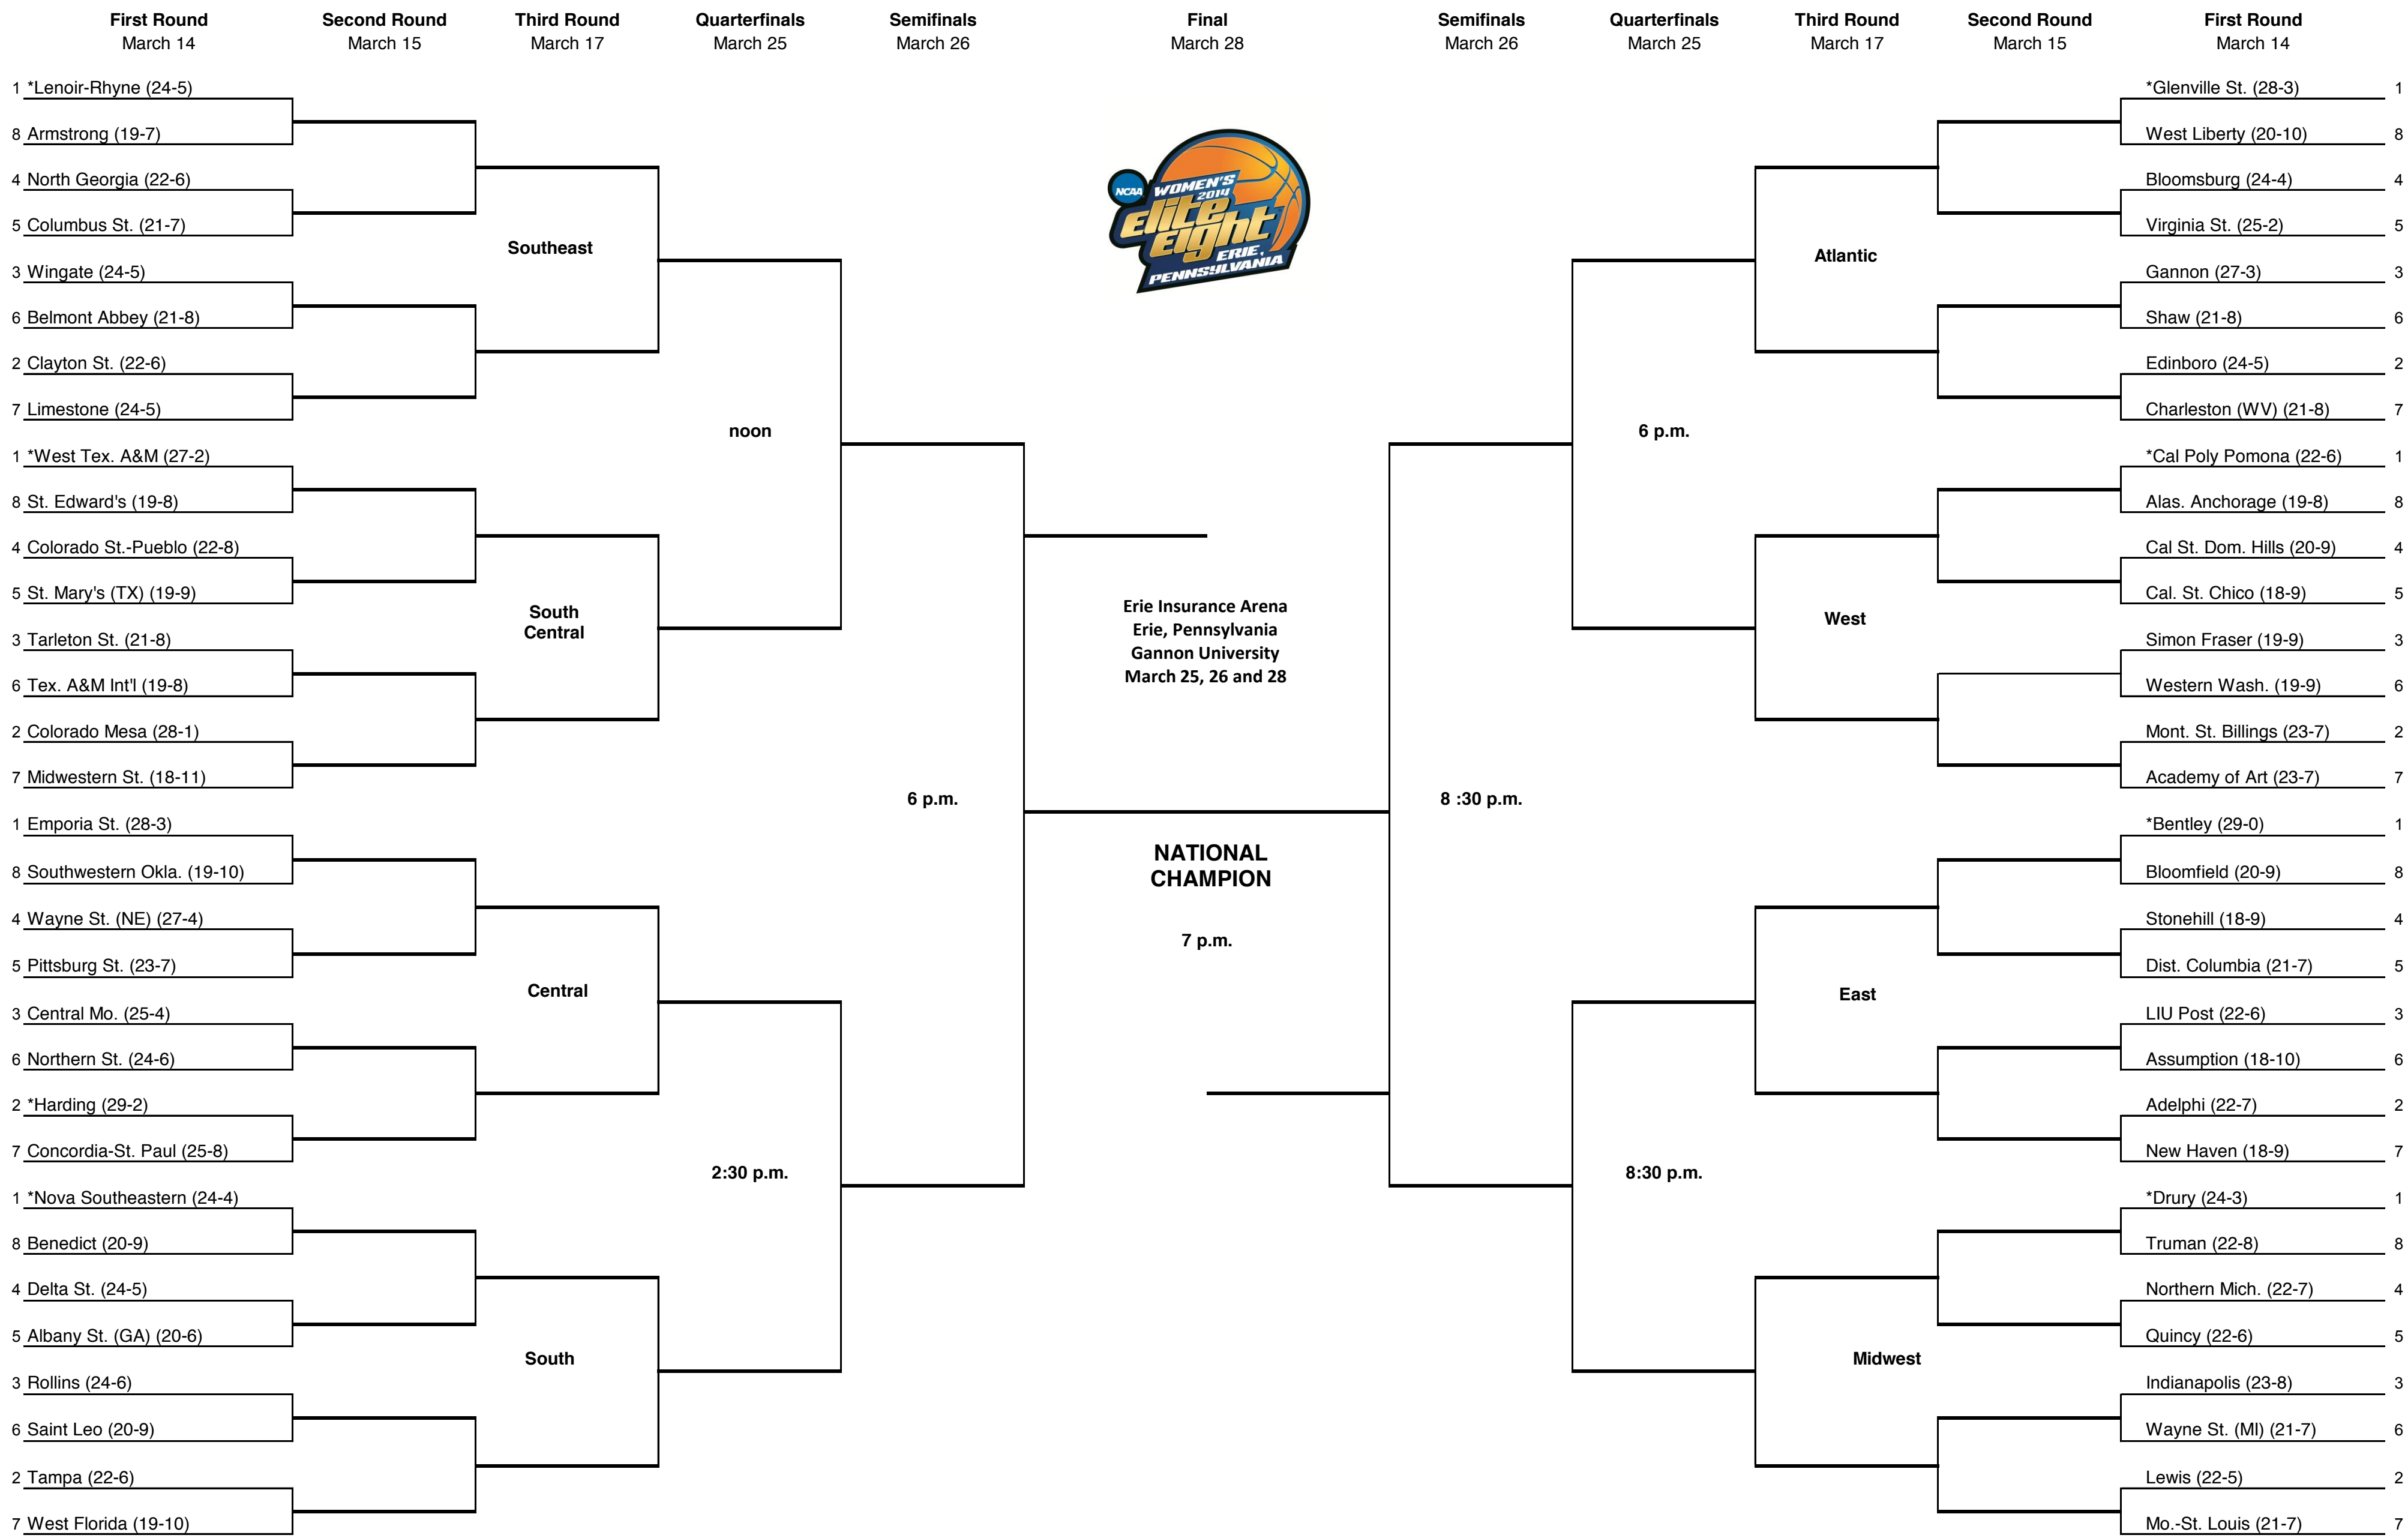 First Round Second Round Third Round Quarterfinals Semifinals Final Semifinals Quarterfinals Third Round Second Round First Round
March 14 March 15 March 17 March 25 March 26 March 28 March 26 March 25 March 17 March 15 March 14
1 *Lenoir-Rhyne (24-5)
8 Armstrong (19-7)
4 North Georgia (22-6)
5 Columbus St. (21-7)
Southeast
3 Wingate (24-5)
6 Belmont Abbey (21-8)
2 Clayton St. (22-6)
7 Limestone (24-5)
noon
1 *West Tex. A&M (27-2)
8 St. Edward's (19-8)
4 Colorado St.-Pueblo (22-8)
5 St. Mary's (TX) (19-9)
South
Central
3 Tarleton St. (21-8)
6 Tex. A&M Int'l (19-8)
2 Colorado Mesa (28-1)
7 Midwestern St. (18-11)
6 p.m.
1 Emporia St. (28-3)
8 Southwestern Okla. (19-10)
4 Wayne St. (NE) (27-4)
5 Pittsburg St. (23-7)
Central
3 Central Mo. (25-4)
6 Northern St. (24-6)
2 *Harding (29-2)
7 Concordia-St. Paul (25-8)
2:30 p.m.
1 *Nova Southeastern (24-4)
8 Benedict (20-9)
4 Delta St. (24-5)
5 Albany St. (GA) (20-6)
South
3 Rollins (24-6)
6 Saint Leo (20-9)
2 Tampa (22-6)
7 West Florida (19-10)
NCAA
WOMEN'S
2014
Elite
Eight
ERIE,
PENNSYLVANIA
Erie Insurance Arena
Erie, Pennsylvania
Gannon University
March 25, 26 and 28
NATIONAL
CHAMPION
7 p.m.
*Glenville St. (28-3) 1
West Liberty (20-10) 8
Bloomsburg (24-4) 4
Virginia St. (25-2) 5
Atlantic
Gannon (27-3) 3
Shaw (21-8) 6
Edinboro (24-5) 2
Charleston (WV) (21-8) 7
6 p.m.
*Cal Poly Pomona (22-6) 1
Alas. Anchorage (19-8) 8
Cal St. Dom. Hills (20-9) 4
Cal. St. Chico (18-9) 5
West
Simon Fraser (19-9) 3
Western Wash. (19-9) 6
Mont. St. Billings (23-7) 2
Academy of Art (23-7) 7
8 :30 p.m.
*Bentley (29-0) 1
Bloomfield (20-9) 8
Stonehill (18-9) 4
Dist. Columbia (21-7) 5
East
LIU Post (22-6) 3
Assumption (18-10) 6
Adelphi (22-7) 2
New Haven (18-9) 7
8:30 p.m.
*Drury (24-3) 1
Truman (22-8) 8
Northern Mich. (22-7) 4
Quincy (22-6) 5
Midwest
Indianapolis (23-8) 3
Wayne St. (MI) (21-7) 6
Lewis (22-5) 2
Mo.-St. Louis (21-7) 7